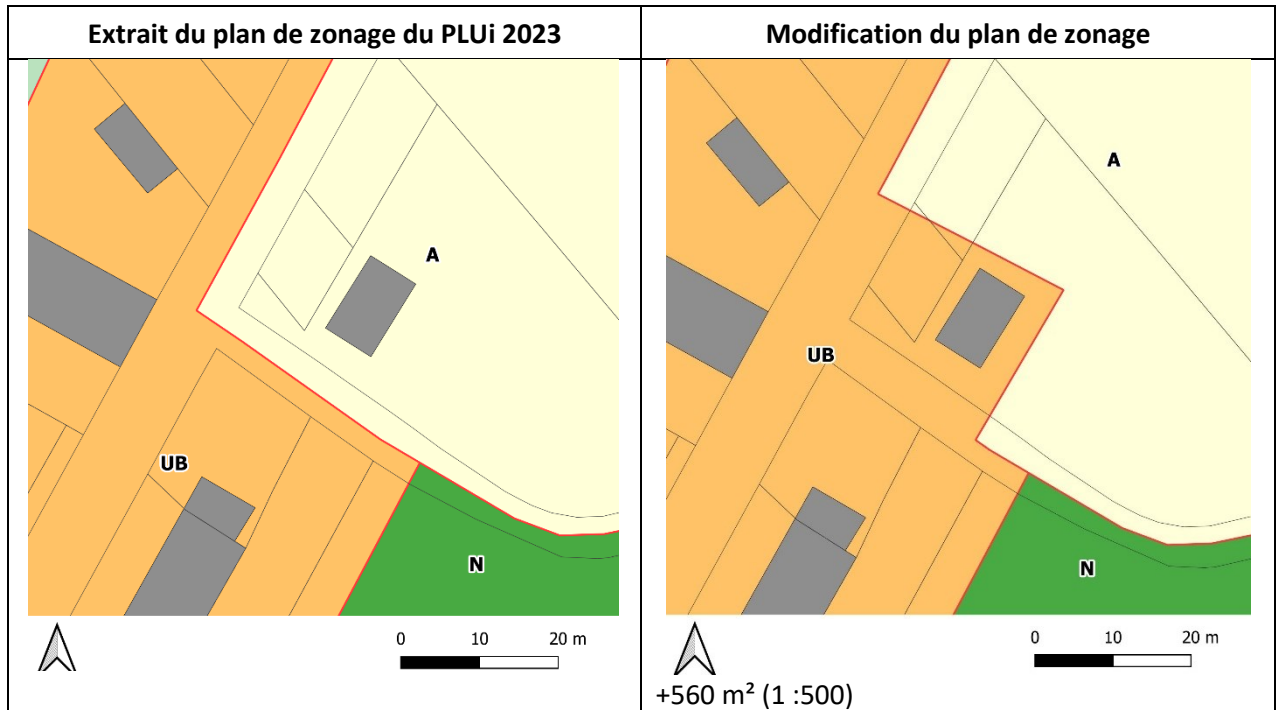 Extrait du plan de zonage du PLUi 2023
A
UB
N
0 10 20 m
Modification du plan de zonage
A
UB
N
0 10 20 m
+560 m² (1 :500)